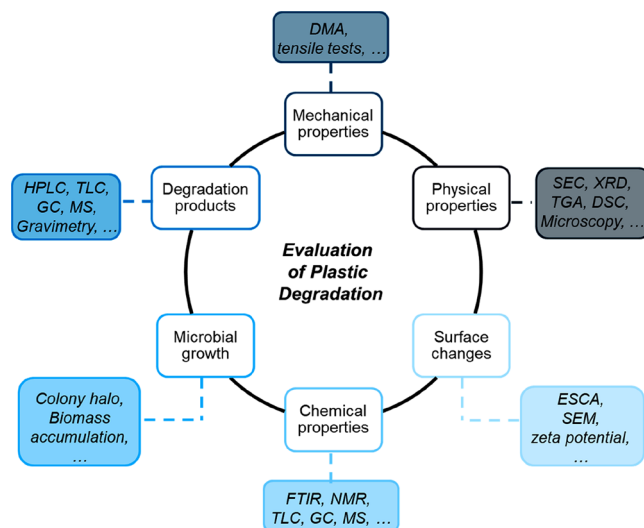 DMA,
tensile tests, ...
Mechanical
properties
HPLC, TLC,
GC, MS,
Gravimetry, ...
Degradation
products
Physical
properties
SEC, XRD,
TGA, DSC,
Microscopy, ...
Evaluation
of Plastic
Degradation
Microbial
growth
Surface
changes
Colony halo,
Biomass
accumulation,
...
Chemical
properties
ESCA,
SEM,
zeta potential,
...
FTIR, NMR,
TLC, GC, MS, ...